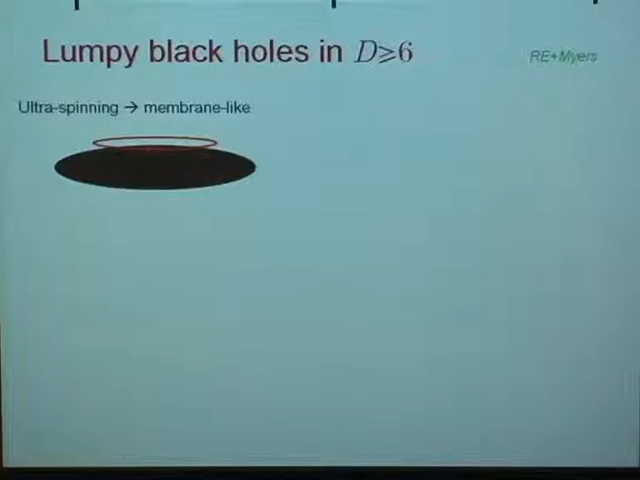 Lumpy black holes in D⩾6
RE+Myers
Ultra-spinning → membrane-like